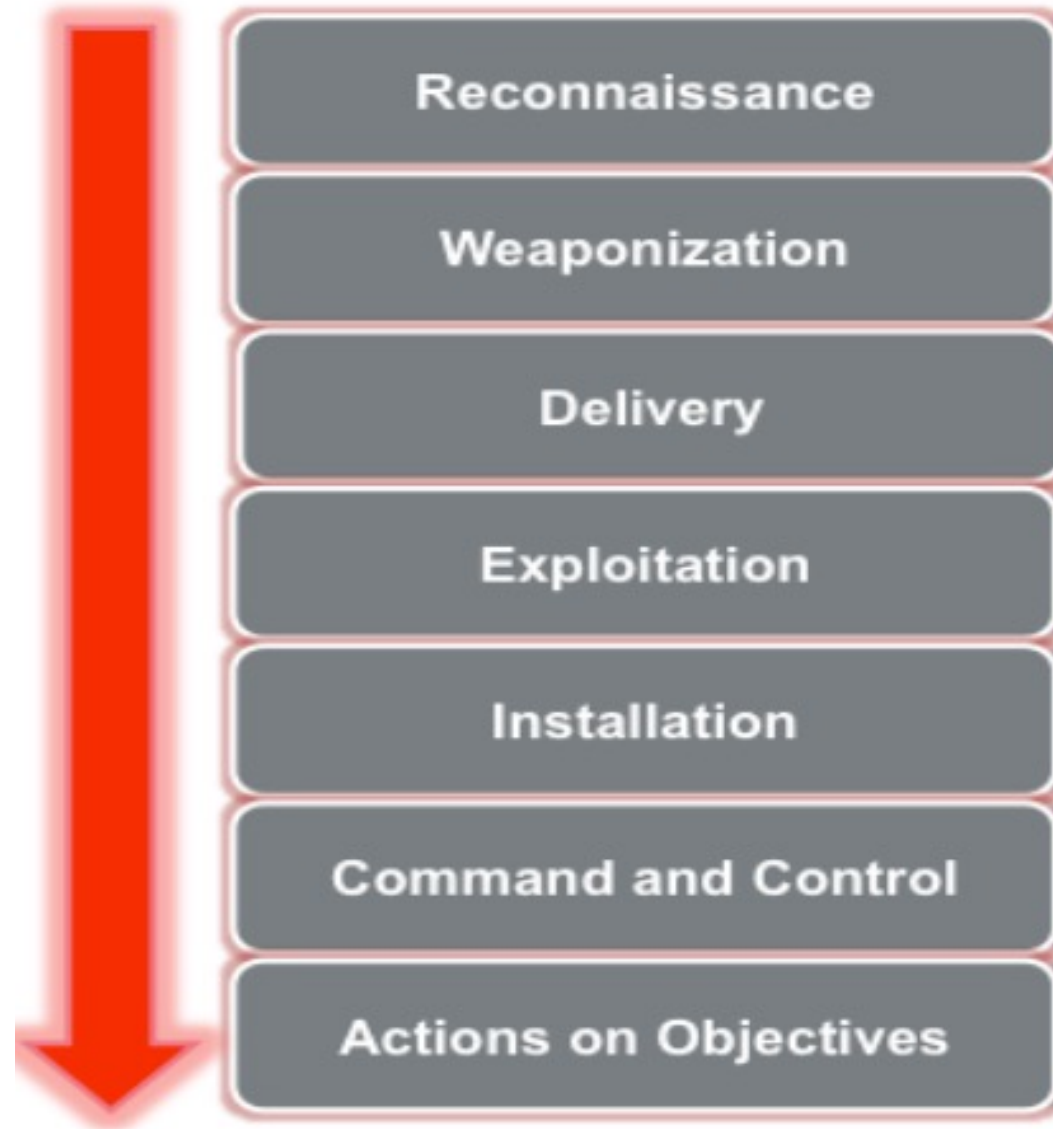 Reconnaissance
Weaponization
Delivery
Exploitation
Installation
Command and Control
Actions on Objectives